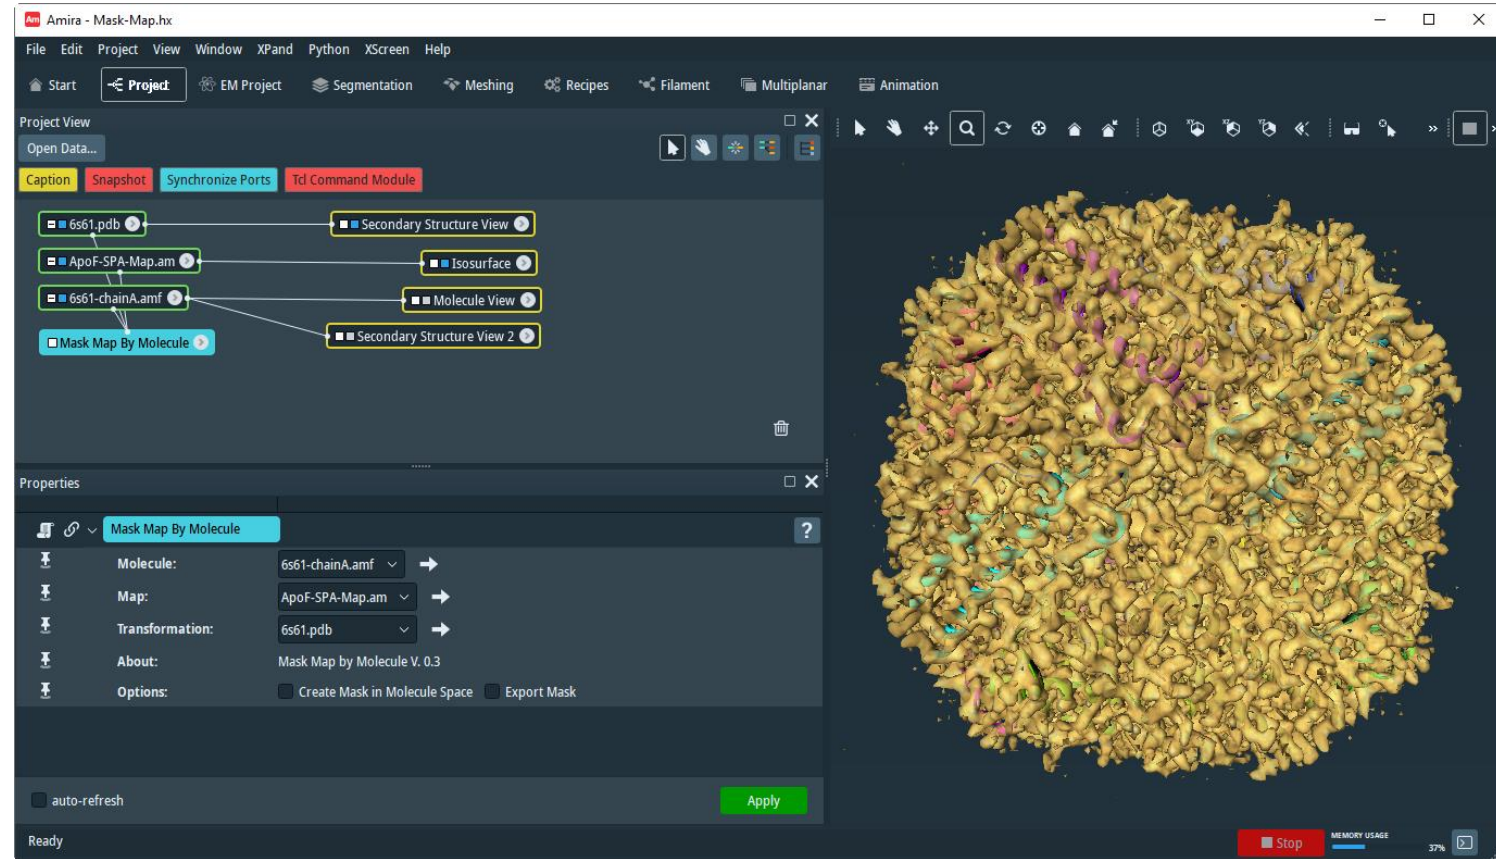 Am Amira - Mask-Map.hx
File Edit Project View Window XPand Python XScreen Help
Start Project EM Project Segmentation Meshing Recipes Filament Multiplanar Animation
Project View
Open Data...
Caption Snapshot Synchronize Ports Tcl Command Module
6s61.pdb Secondary Structure View
ApoF-SPA-Map.am Isosurface
6s61-chainA.amf Molecule View
Mask Map By Molecule Secondary Structure View 2
Properties
Mask Map By Molecule ?
Molecule: 6s61-chainA.amf
Map: ApoF-SPA-Map.am
Transformation: 6s61.pdb
About: Mask Map by Molecule V. 0.3
Options: Create Mask in Molecule Space Export Mask
auto-refresh Apply
Ready Stop MEMORY USAGE 37%